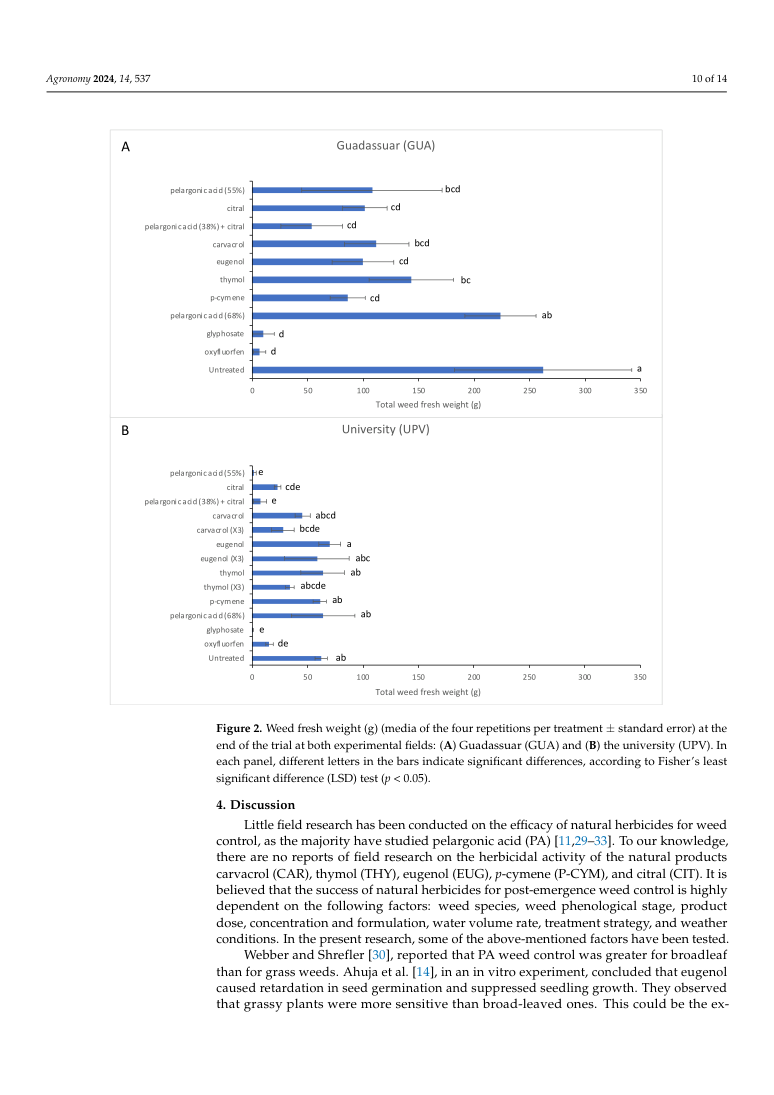 Agronomy 2024, 14, 537
10 of 14
A
Guadassuar (GUA)
pelargonic acid (55%) bcd
citral cd
pelargonic acid (38%) + citral cd
carvacrol bcd
eugenol cd
thymol bc
p-cymene cd
pelargonic acid (68%) ab
glyphosate d
oxyfluorfen d
Untreated a
0 50 100 150 200 250 300 350
Total weed fresh weight (g)
B
University (UPV)
pelargonic acid (55%) e
citral cde
pelargonic acid (38%) + citral e
carvacrol abcd
carvacrol (X3) bcde
eugenol a
eugenol (X3) abc
thymol ab
thymol (X3) abcde
p-cymene ab
pelargonic acid (68%) ab
glyphosate e
oxyfluorfen de
Untreated ab
0 50 100 150 200 250 300 350
Total weed fresh weight (g)
Figure 2. Weed fresh weight (g) (media of the four repetitions per treatment ± standard error) at the
end of the trial at both experimental fields: (A) Guadassuar (GUA) and (B) the university (UPV). In
each panel, different letters in the bars indicate significant differences, according to Fisher's least
significant difference (LSD) test (p < 0.05).
4. Discussion
Little field research has been conducted on the efficacy of natural herbicides for weed
control, as the majority have studied pelargonic acid (PA) [11,29–33]. To our knowledge,
there are no reports of field research on the herbicidal activity of the natural products
carvacrol (CAR), thymol (THY), eugenol (EUG), p-cymene (P-CYM), and citral (CIT). It is
believed that the success of natural herbicides for post-emergence weed control is highly
dependent on the following factors: weed species, weed phenological stage, product
dose, concentration and formulation, water volume rate, treatment strategy, and weather
conditions. In the present research, some of the above-mentioned factors have been tested.
Webber and Shrefler [30], reported that PA weed control was greater for broadleaf
than for grass weeds. Ahuja et al. [14], in an in vitro experiment, concluded that eugenol
caused retardation in seed germination and suppressed seedling growth. They observed
that grassy plants were more sensitive than broad-leaved ones. This could be the ex-